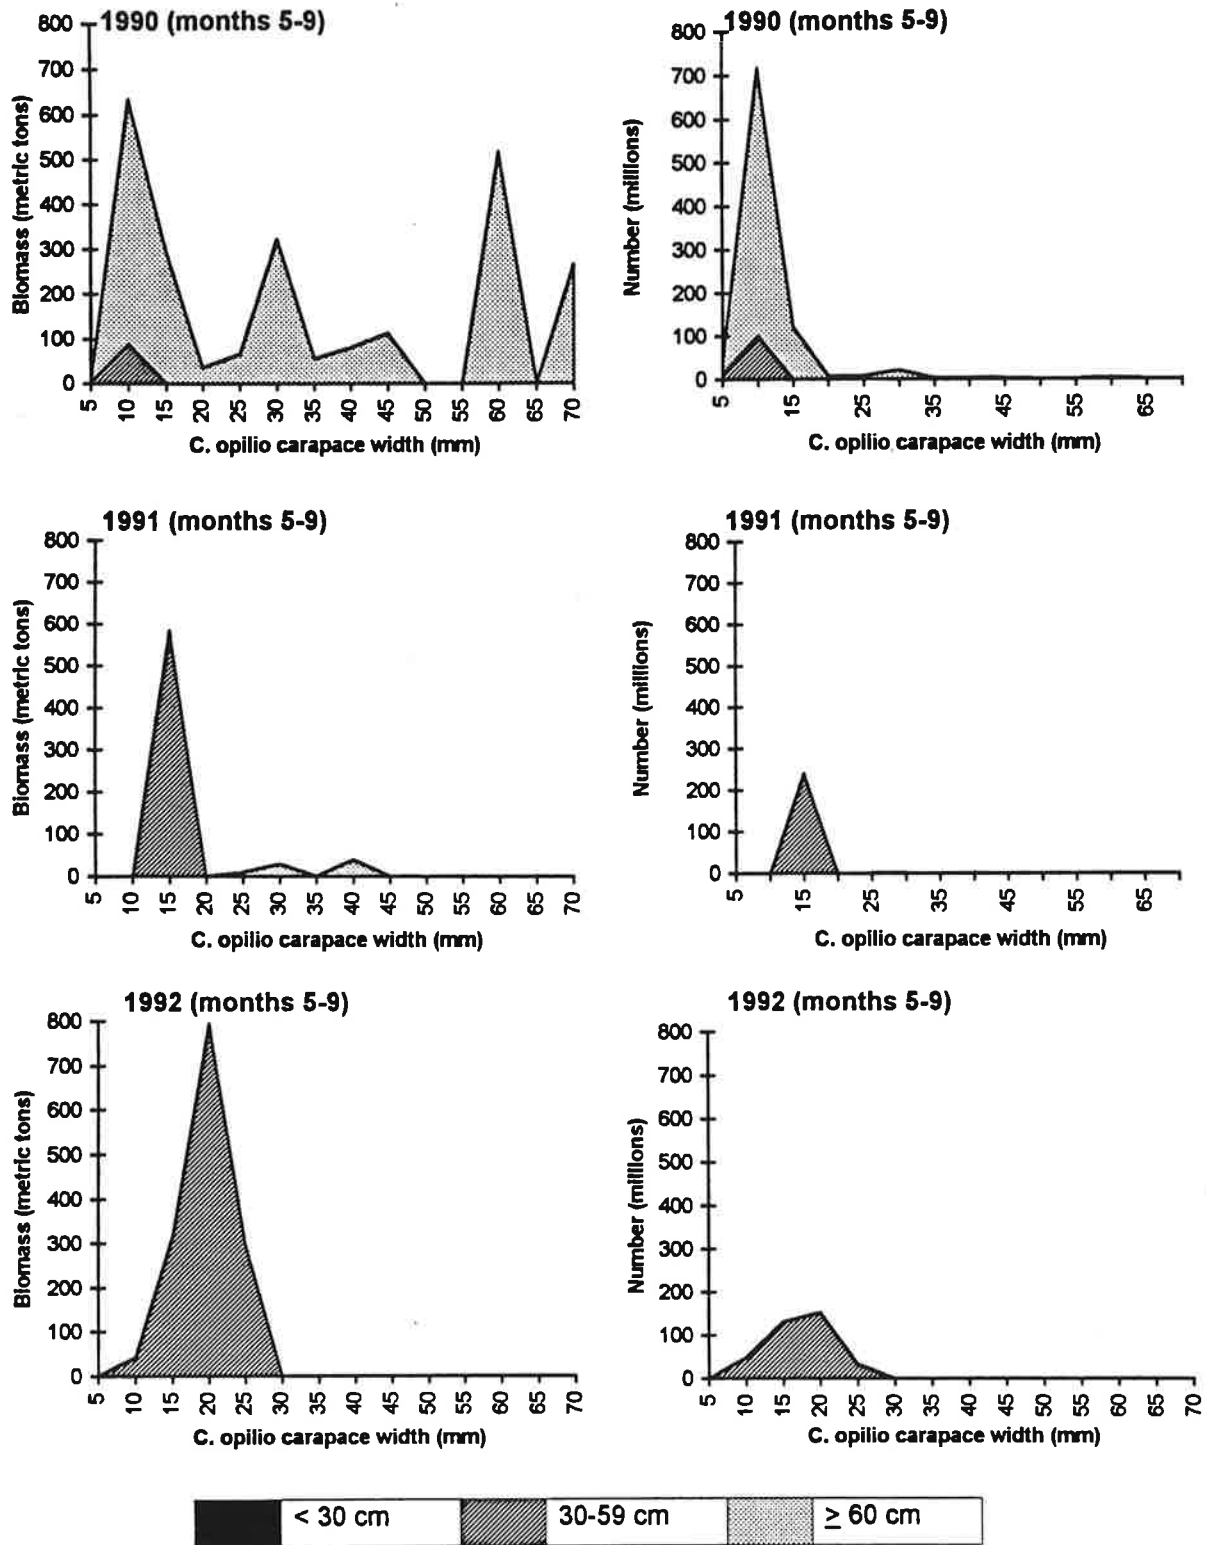 1990 (months 5-9)
800
700
600
500
400
300
200
100
0
Biomass (metric tons)
5 10 15 20 25 30 35 40 45 50 55 60 65 70
C. opilio carapace width (mm)
1990 (months 5-9)
800
700
600
500
400
300
200
100
0
Number (millions)
5 15 25 35 45 55 65
C. opilio carapace width (mm)
1991 (months 5-9)
800
700
600
500
400
300
200
100
0
Biomass (metric tons)
5 10 15 20 25 30 35 40 45 50 55 60 65 70
C. opilio carapace width (mm)
1991 (months 5-9)
800
700
600
500
400
300
200
100
0
Number (millions)
5 15 25 35 45 55 65
C. opilio carapace width (mm)
1992 (months 5-9)
800
700
600
500
400
300
200
100
0
Biomass (metric tons)
5 10 15 20 25 30 35 40 45 50 55 60 65 70
C. opilio carapace width (mm)
1992 (months 5-9)
800
700
600
500
400
300
200
100
0
Number (millions)
5 10 15 20 25 30 35 40 45 50 55 60 65 70
C. opilio carapace width (mm)
< 30 cm 30-59 cm ≥ 60 cm